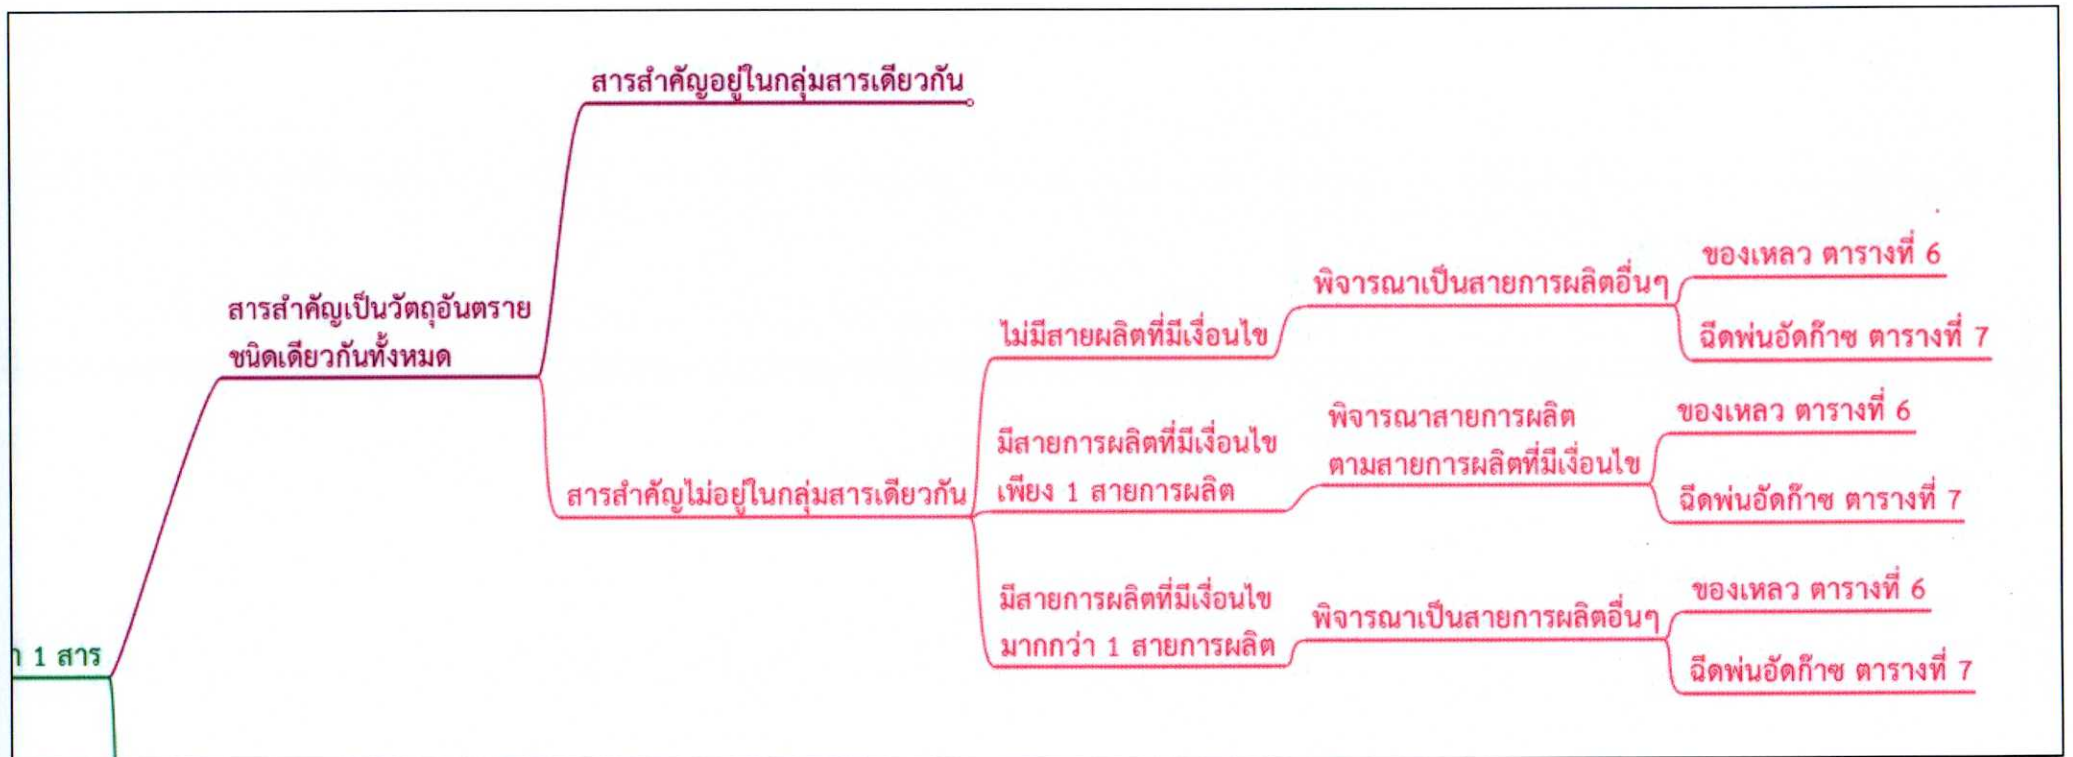 สารสำคัญอยู่ในกลุ่มสารเดียวกัน
สารสำคัญเป็นวัตถุอันตราย
ชนิดเดียวกันทั้งหมด
สารสำคัญไม่อยู่ในกลุ่มสารเดียวกัน
ไม่มีสายผลิตที่มีเงื่อนไข
พิจารณาเป็นสายการผลิตอื่นๆ
ของเหลว ตารางที่ 6
ฉีดพ่นอัดก๊าซ ตารางที่ 7
มีสายการผลิตที่มีเงื่อนไข
เพียง 1 สายการผลิต
พิจารณาสายการผลิต
ตามสายการผลิตที่มีเงื่อนไข
ของเหลว ตารางที่ 6
ฉีดพ่นอัดก๊าซ ตารางที่ 7
มีสายการผลิตที่มีเงื่อนไข
มากกว่า 1 สายการผลิต
พิจารณาเป็นสายการผลิตอื่นๆ
ของเหลว ตารางที่ 6
ฉีดพ่นอัดก๊าซ ตารางที่ 7
1 สาร